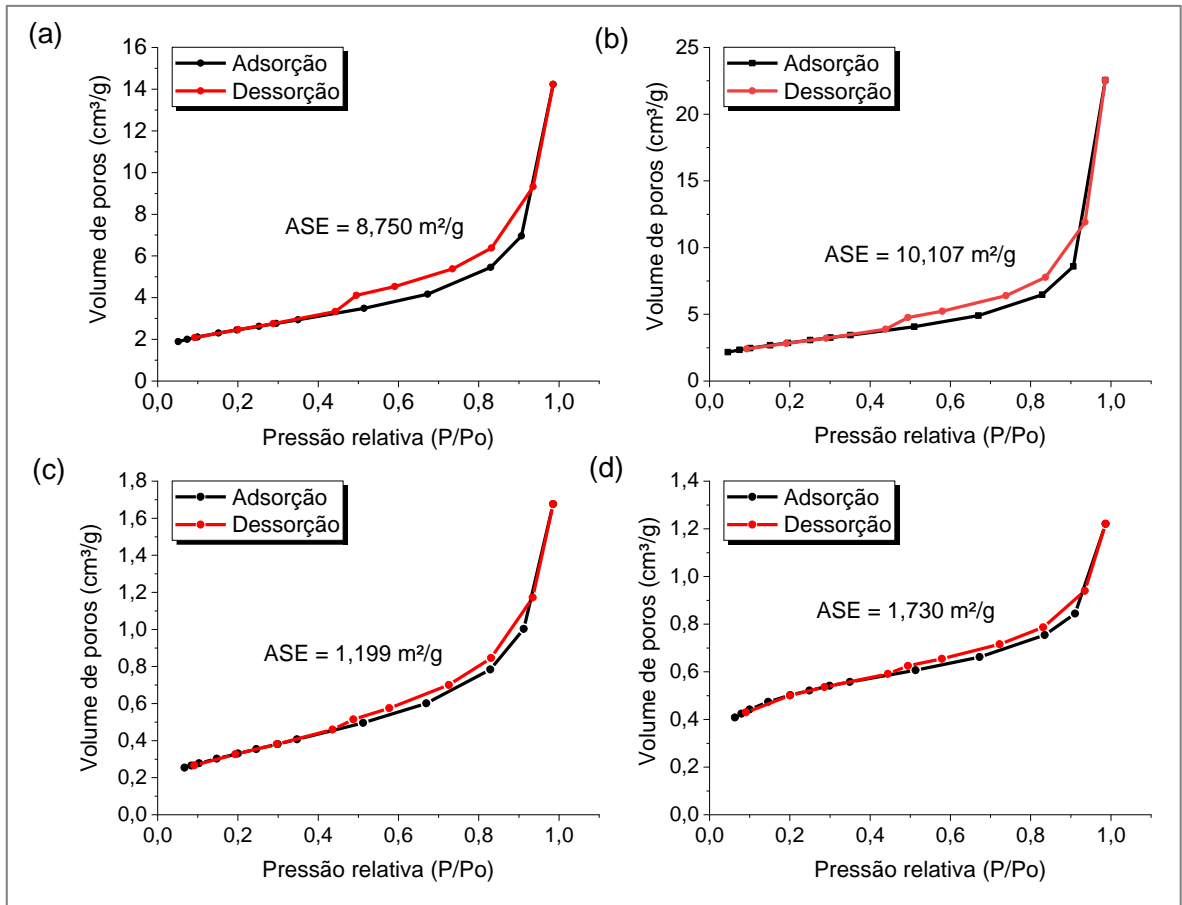 (a)
Adsorção
Dessorção
ASE = 8,750 m²/g
Volume de poros (cm³/g)
16
14
12
10
8
6
4
2
0
0,0 0,2 0,4 0,6 0,8 1,0
Pressão relativa (P/Po)
(b)
Adsorção
Dessorção
ASE = 10,107 m²/g
Volume de poros (cm³/g)
25
20
15
10
5
0
0,0 0,2 0,4 0,6 0,8 1,0
Pressão relativa (P/Po)
(c)
Adsorção
Dessorção
ASE = 1,199 m²/g
Volume de poros (cm³/g)
1,8
1,6
1,4
1,2
1,0
0,8
0,6
0,4
0,2
0,0
0,0 0,2 0,4 0,6 0,8 1,0
Pressão relativa (P/Po)
(d)
Adsorção
Dessorção
ASE = 1,730 m²/g
Volume de poros (cm³/g)
1,4
1,2
1,0
0,8
0,6
0,4
0,2
0,0
0,0 0,2 0,4 0,6 0,8 1,0
Pressão relativa (P/Po)